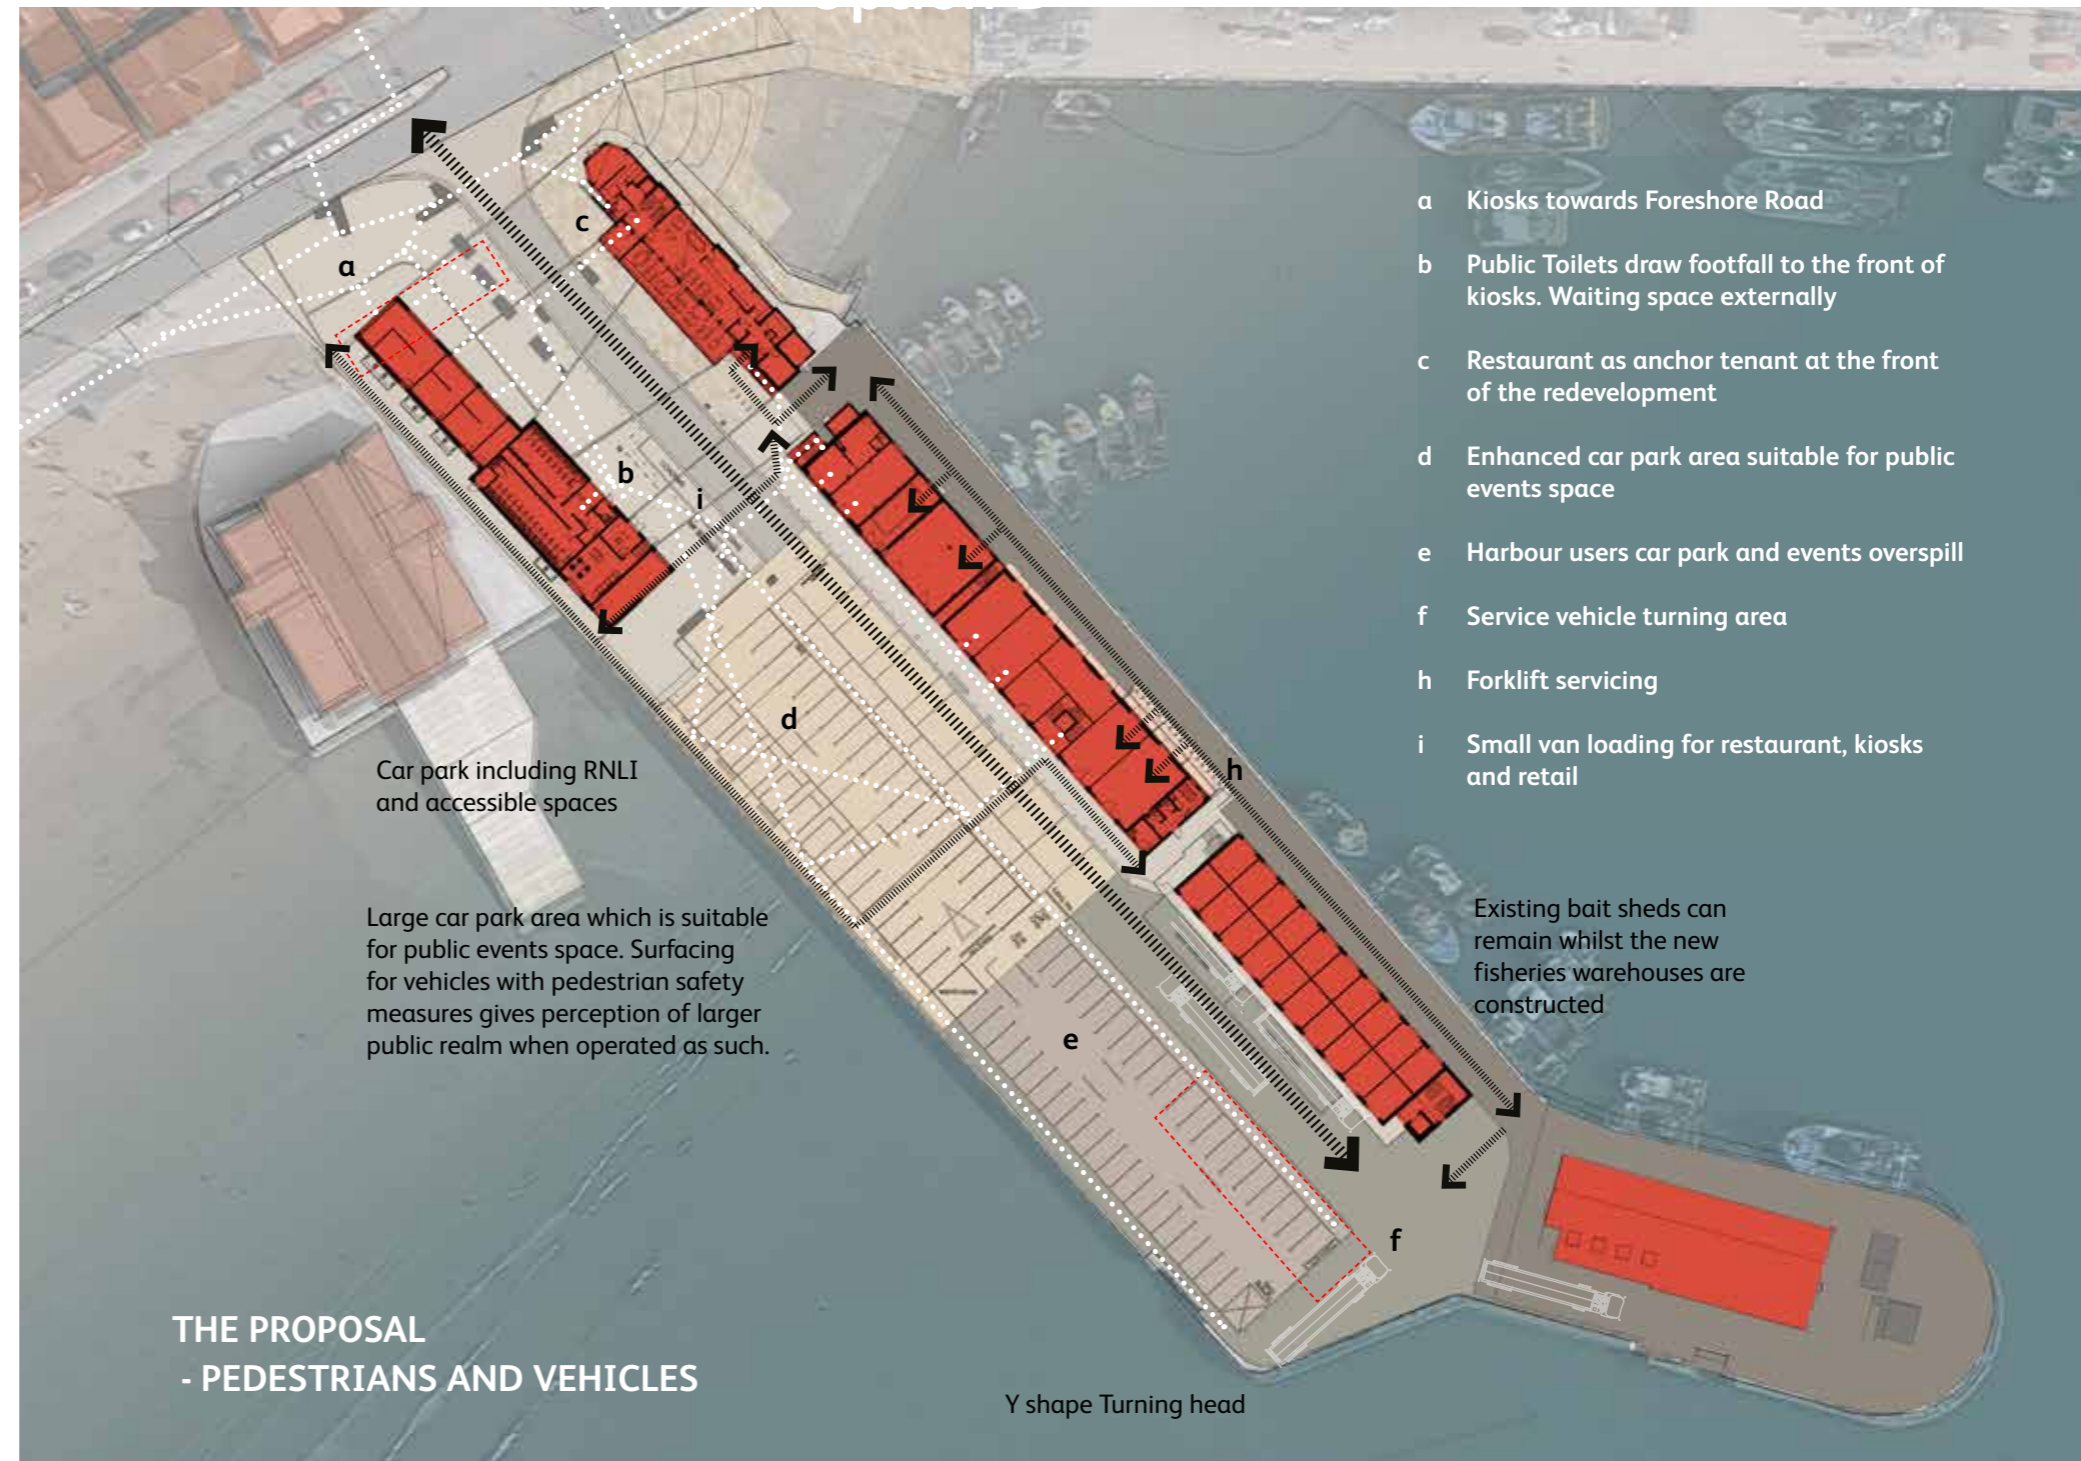 a Kiosks towards Foreshore Road
b Public Toilets draw footfall to the front of
kiosks. Waiting space externally
c Restaurant as anchor tenant at the front
of the redevelopment
d Enhanced car park area suitable for public
events space
e Harbour users car park and events overspill
f Service vehicle turning area
h Forklift servicing
i Small van loading for restaurant, kiosks
and retail
c
a
b
i
d
h
e
f
Car park including RNLI
and accessible spaces
Large car park area which is suitable
for public events space. Surfacing
for vehicles with pedestrian safety
measures gives perception of larger
public realm when operated as such.
Existing bait sheds can
remain whilst the new
fisheries warehouses are
constructed
THE PROPOSAL
- PEDESTRIANS AND VEHICLES
Y shape Turning head